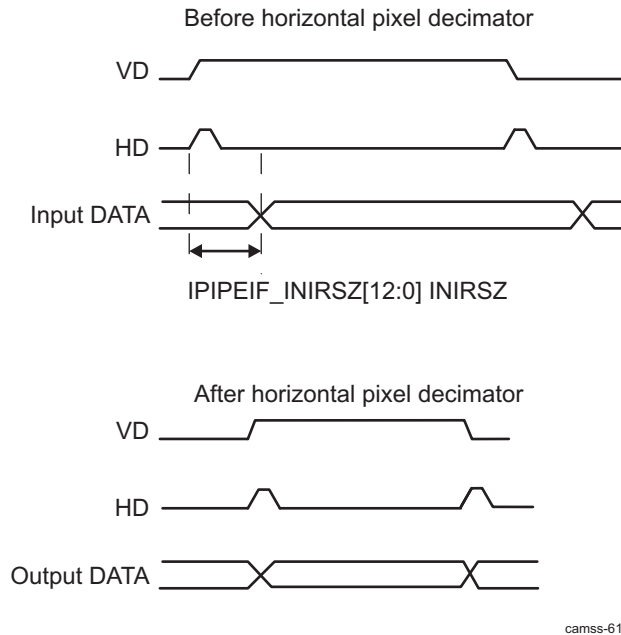 Before horizontal pixel decimator
VD
HD
Input DATA
IPIPEIF_INIRSZ[12:0] INIRSZ
After horizontal pixel decimator
VD
HD
Output DATA
camss-61